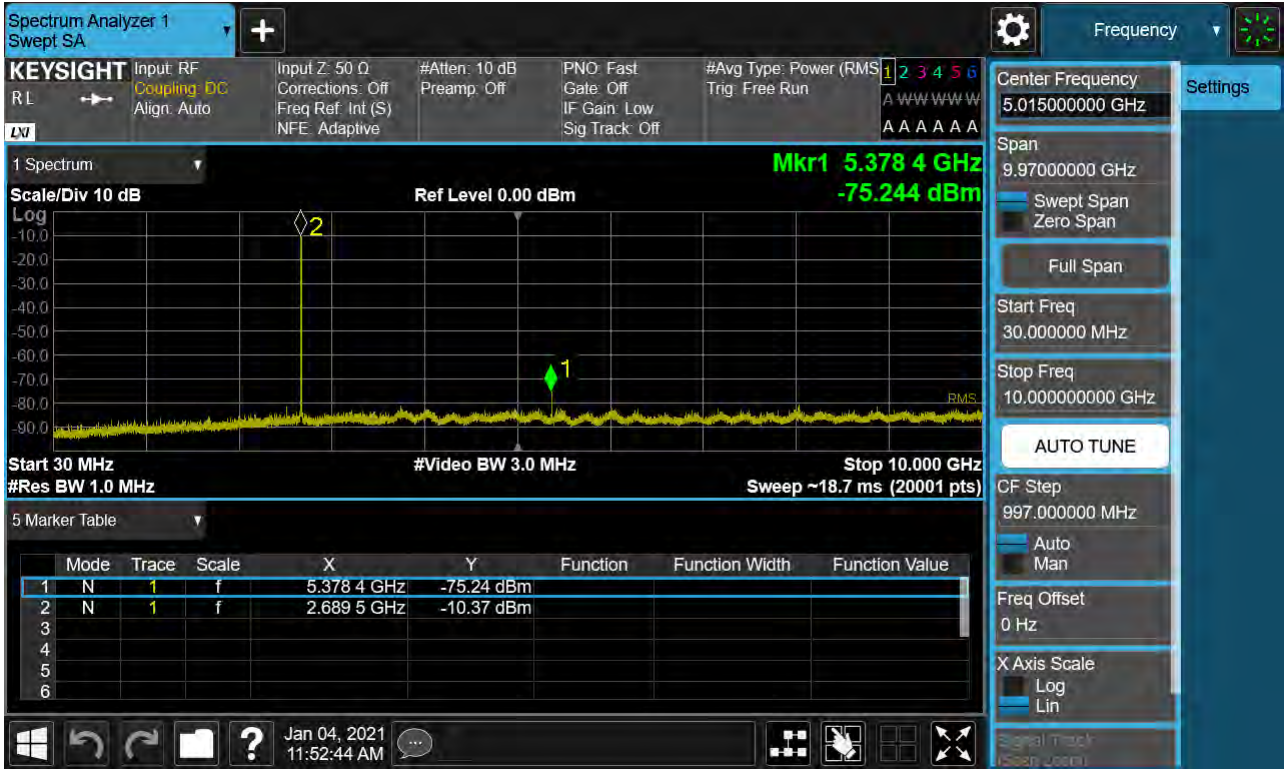 Spectrum Analyzer 1
Swept SA
Frequency
KEYSIGHT
R L
LXI
Input: RF
Coupling: DC
Align: Auto
Input Z: 50 Ω
Corrections: Off
Freq Ref: Int (S)
NFE: Adaptive
#Atten: 10 dB
Preamp: Off
PNO: Fast
Gate: Off
IF Gain: Low
Sig Track: Off
#Avg Type: Power (RMS
Trig: Free Run
1 2 3 4 5 6
A W W W W W
A A A A A A
1 Spectrum
Mkr1 5.378 4 GHz
-75.244 dBm
Scale/Div 10 dB
Ref Level 0.00 dBm
Log
-10.0
-20.0
-30.0
-40.0
-50.0
-60.0
-70.0
-80.0
-90.0
2
1
RMS
Start 30 MHz
#Video BW 3.0 MHz
Stop 10.000 GHz
#Res BW 1.0 MHz
Sweep ~18.7 ms (20001 pts)
5 Marker Table
Mode Trace Scale X Y Function Function Width Function Value
1 N 1 f 5.378 4 GHz -75.24 dBm
2 N 1 f 2.689 5 GHz -10.37 dBm
3
4
5
6
Jan 04, 2021
11:52:44 AM
Center Frequency
5.015000000 GHz
Settings
Span
9.97000000 GHz
Swept Span
Zero Span
Full Span
Start Freq
30.000000 MHz
Stop Freq
10.000000000 GHz
AUTO TUNE
CF Step
997.000000 MHz
Auto
Man
Freq Offset
0 Hz
X Axis Scale
Log
Lin
Signal Track
(Span Zoom)